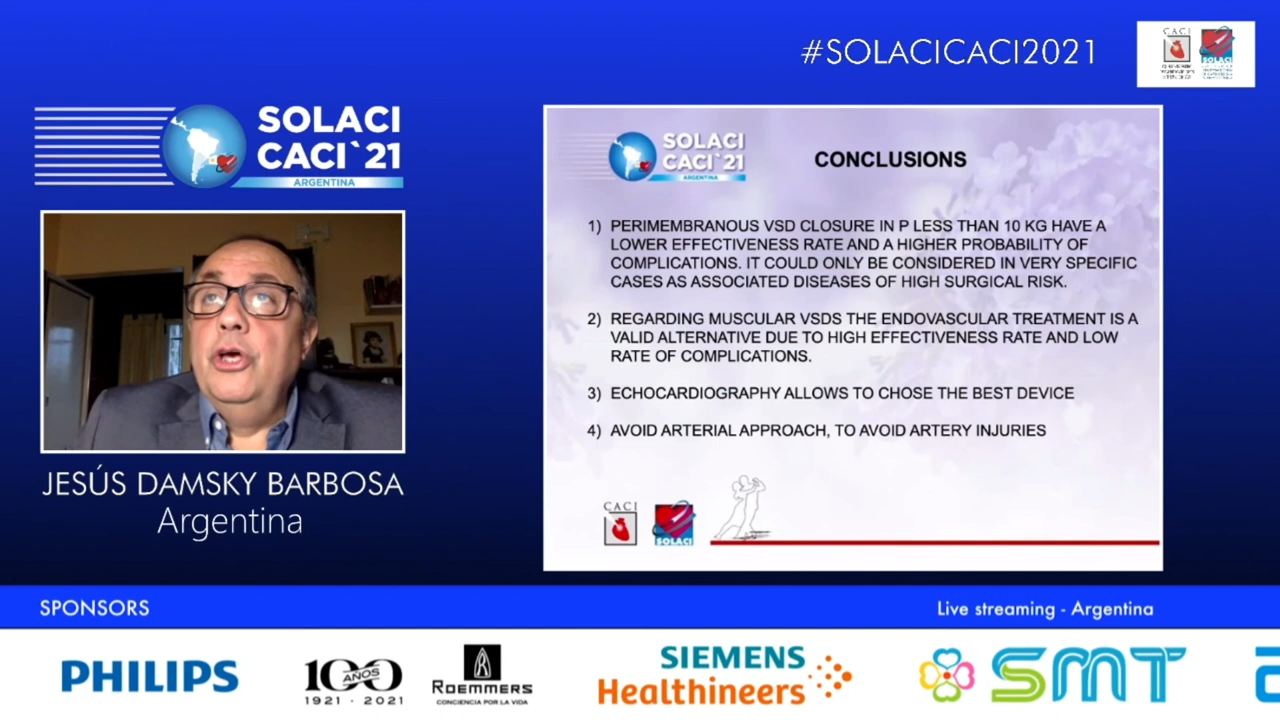 #SOLACICACI2021
CACI
SOLACI
SOLACI
CACI`21
ARGENTINA
SOLACI
CACI`21
ARGENTINA
CONCLUSIONS
1) PERIMEMBRANOUS VSD CLOSURE IN P LESS THAN 10 KG HAVE A
LOWER EFFECTIVENESS RATE AND A HIGHER PROBABILITY OF
COMPLICATIONS. IT COULD ONLY BE CONSIDERED IN VERY SPECIFIC
CASES AS ASSOCIATED DISEASES OF HIGH SURGICAL RISK.
2) REGARDING MUSCULAR VSDS THE ENDOVASCULAR TREATMENT IS A
VALID ALTERNATIVE DUE TO HIGH EFFECTIVENESS RATE AND LOW
RATE OF COMPLICATIONS.
3) ECHOCARDIOGRAPHY ALLOWS TO CHOSE THE BEST DEVICE
4) AVOID ARTERIAL APPROACH, TO AVOID ARTERY INJURIES
CACI
SOLACI
JESÚS DAMSKY BARBOSA
Argentina
SPONSORS
Live streaming - Argentina
PHILIPS
100
AÑOS
1921 · 2021
ROEMMERS
CONCIENCIA POR LA VIDA
SIEMENS
Healthineers
SMT